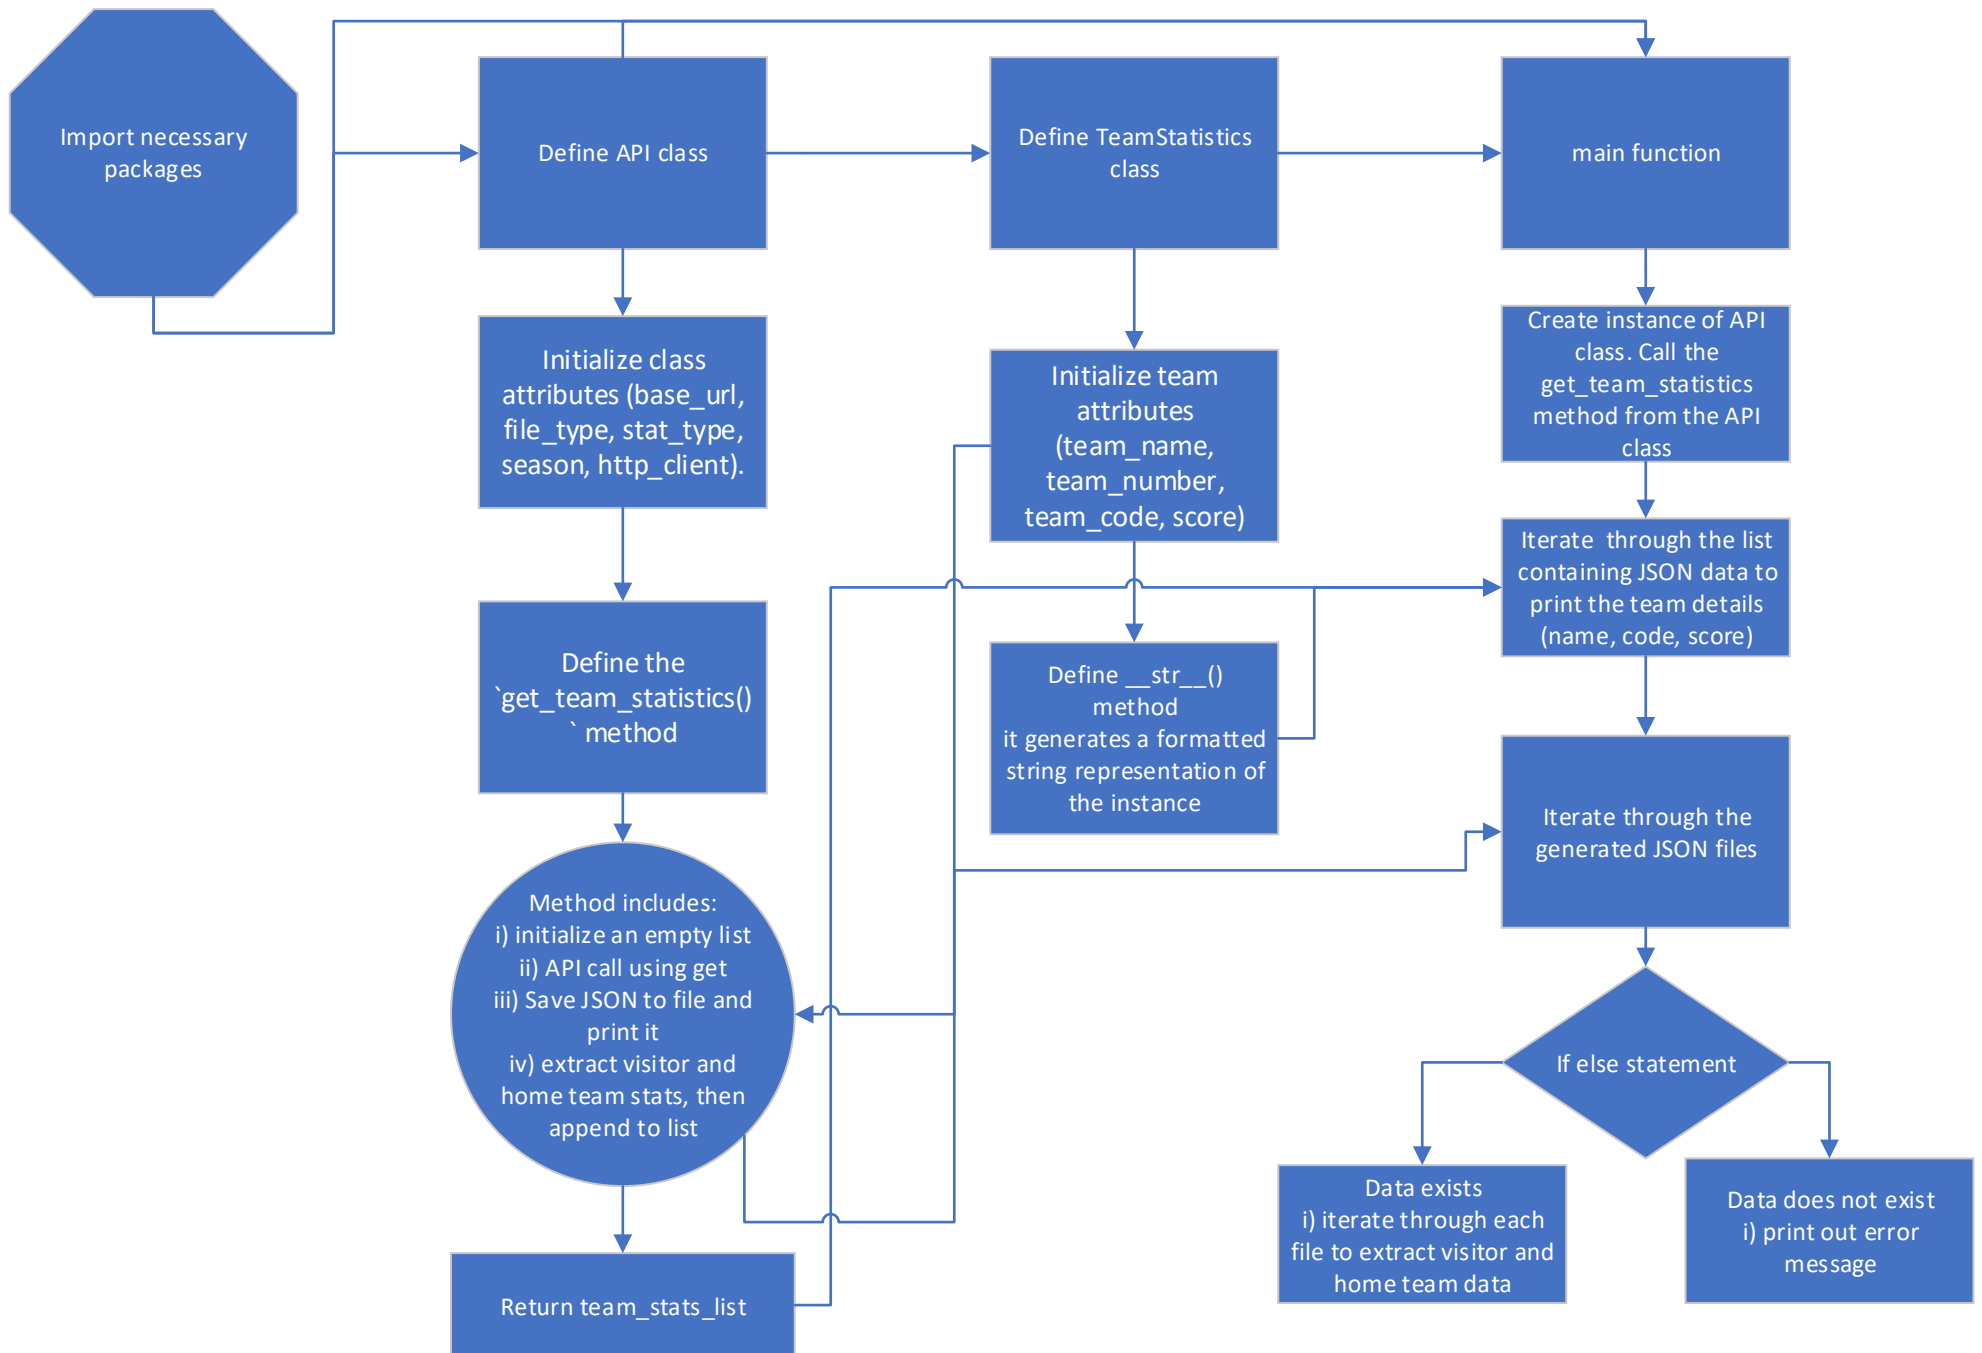 Import necessary
packages
Define API class
Define TeamStatistics
class
main function
Initialize class
attributes (base_url,
file_type, stat_type,
season, http_client).
Initialize team
attributes
(team_name,
team_number,
team_code, score)
Create instance of API
class. Call the
get_team_statistics
method from the API
class
Iterate  through the list
containing JSON data to
print the team details
(name, code, score)
Define the
`get_team_statistics()
` method
Define __str__()
method
it generates a formatted
string representation of
the instance
Iterate through the
generated JSON files
Method includes:
i) initialize an empty list
ii) API call using get
iii) Save JSON to file and
print it
iv) extract visitor and
home team stats, then
append to list
If else statement
Data exists
i) iterate through each
file to extract visitor and
home team data
Data does not exist
i) print out error
message
Return team_stats_list